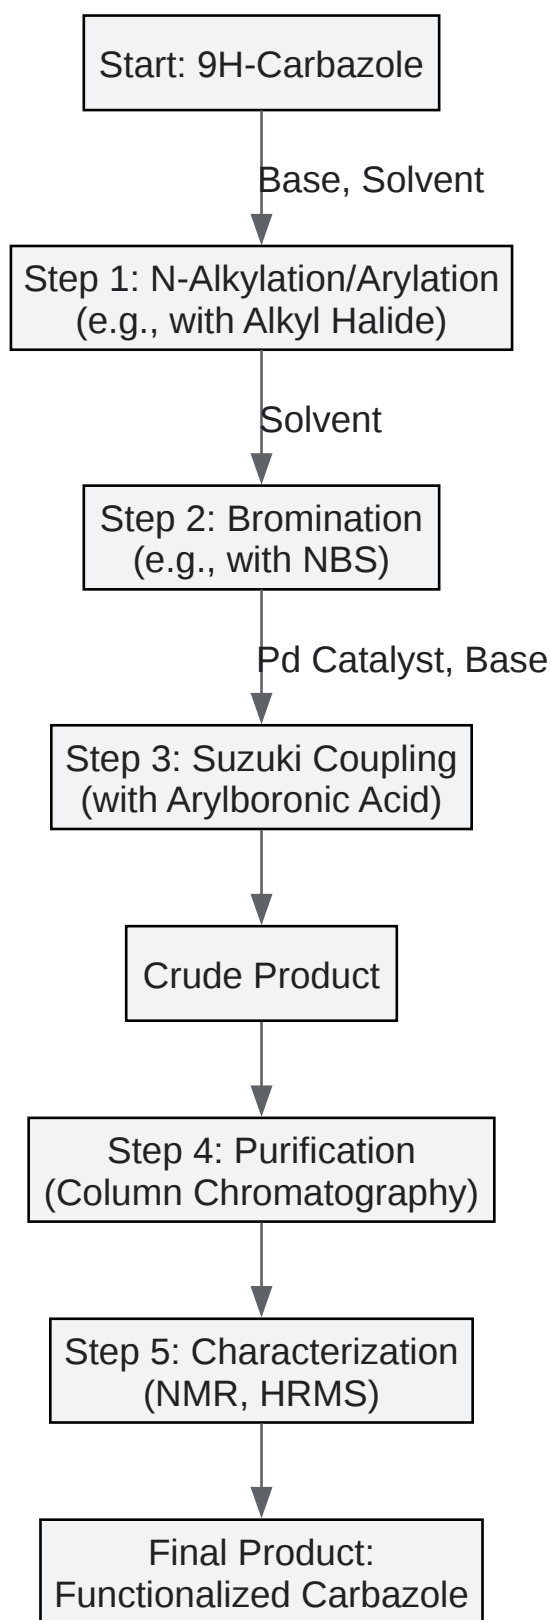 Start: 9H-Carbazole
Base, Solvent
Step 1: N-Alkylation/Arylation
(e.g., with Alkyl Halide)
Solvent
Step 2: Bromination
(e.g., with NBS)
Pd Catalyst, Base
Step 3: Suzuki Coupling
(with Arylboronic Acid)
Crude Product
Step 4: Purification
(Column Chromatography)
Step 5: Characterization
(NMR, HRMS)
Final Product:
Functionalized Carbazole